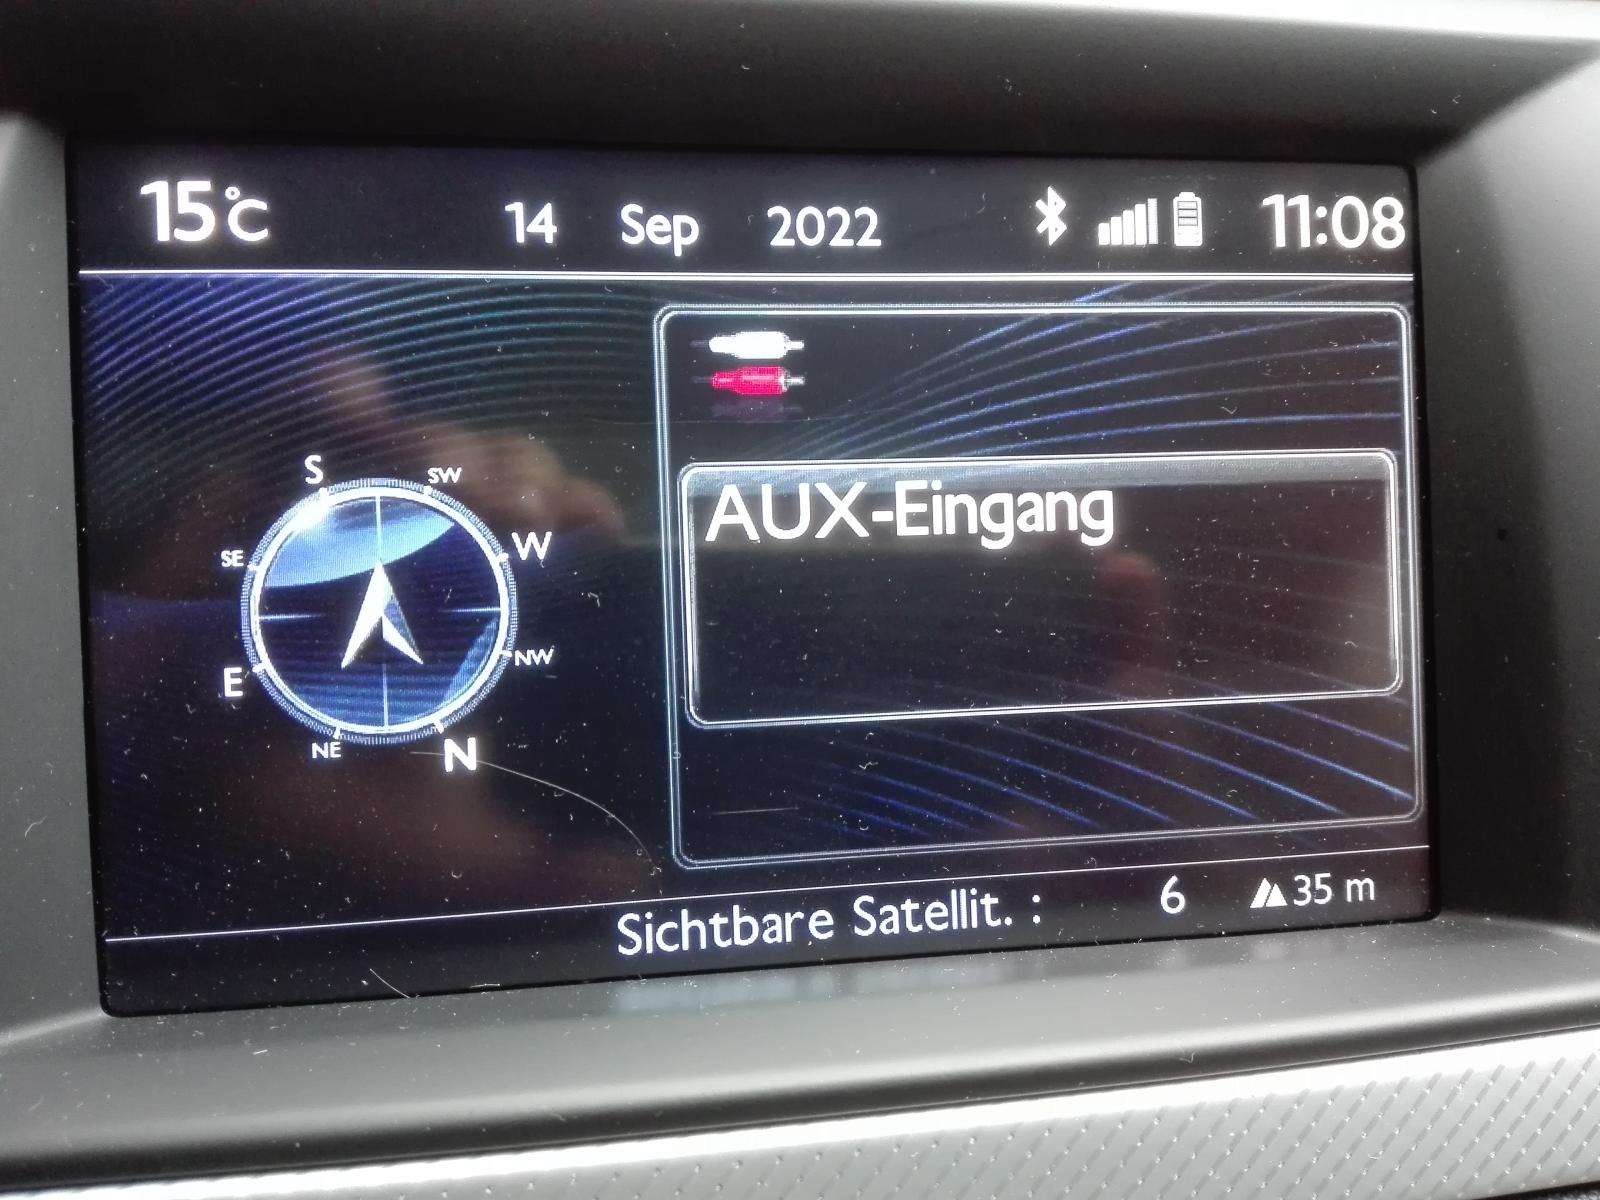 15°C 14 Sep 2022 11:08
AUX-Eingang
S
SW
SE
W
E
NW
NE
N
Sichtbare Satellit. : 6 35 m